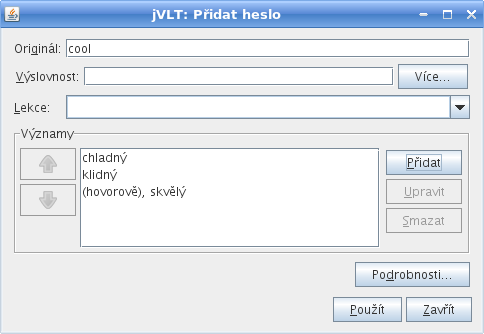 jVLT: Přidat heslo
Originál: cool
Výslovnost: Více...
Lekce:
Významy
chladný
klidný
(hovorově), skvělý
Přidat
Upravit
Smazat
Podrobnosti...
Použít Zavřít